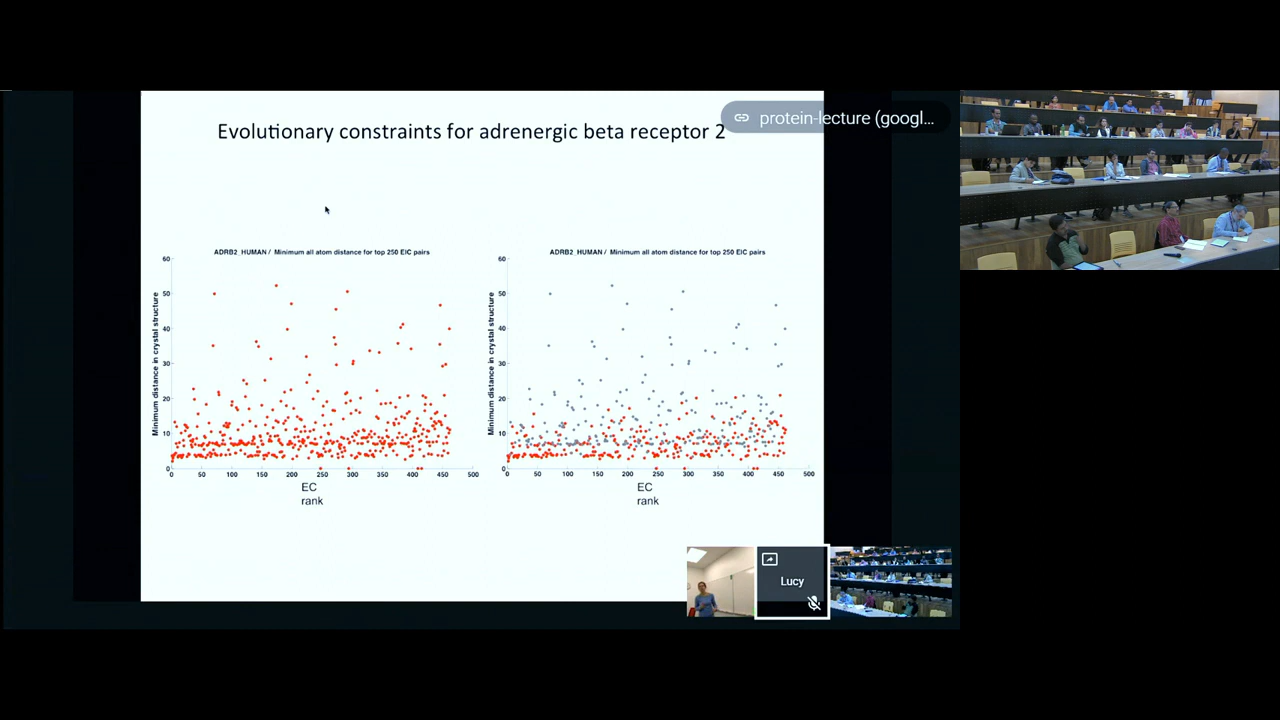 Evolutionary constraints for adrenergic beta receptor 2
protein-lecture (googl...
ADRB2_HUMAN / Minimum all atom distance for top 250 EIC pairs
Minimum distance in crystal structure
60
50
40
30
20
10
0
0 50 100 150 200 250 300 350 400 450 500
EC
rank
ADRB2_HUMAN / Minimum all atom distance for top 250 EIC pairs
Minimum distance in crystal structure
60
50
40
30
20
10
0
0 50 100 150 200 250 300 350 400 450 500
EC
rank
Lucy